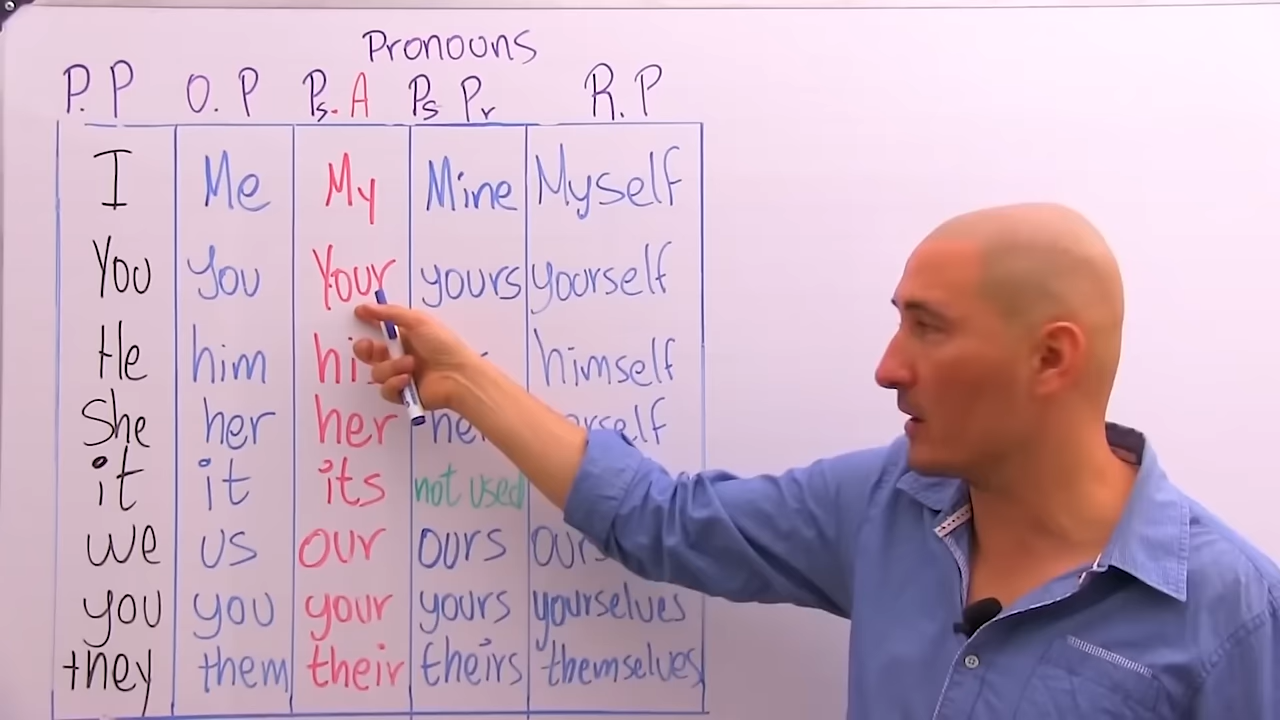 Pronouns
P.P O.P Ps.A Ps Pr R.P
I Me My Mine Myself
You you Your yours yourself
He him himself
She her her
it it its not used
we us our ours
you you your yours yourselves
they them their theirs themselves